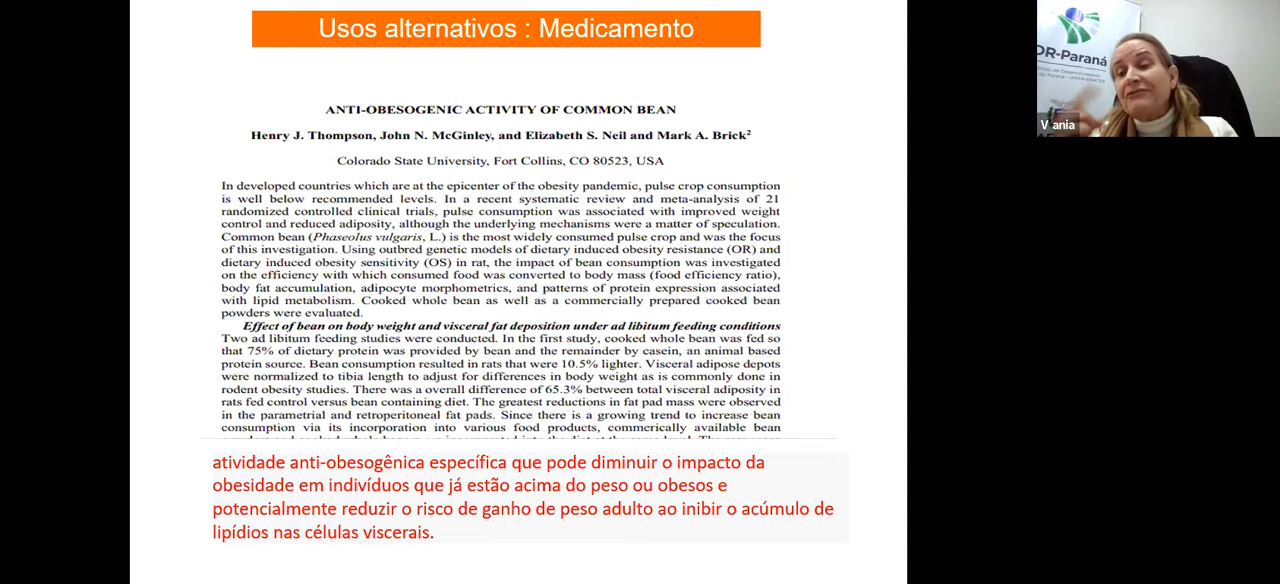 Usos alternativos : Medicamento
ANTI-OBESOGENIC ACTIVITY OF COMMON BEAN
Henry J. Thompson, John N. McGinley, and Elizabeth S. Neil and Mark A. Brick²
Colorado State University, Fort Collins, CO 80523, USA
In developed countries which are at the epicenter of the obesity pandemic, pulse crop consumption
is well below recommended levels. In a recent systematic review and meta-analysis of 21
randomized controlled clinical trials, pulse consumption was associated with improved weight
control and reduced adiposity, although the underlying mechanisms were a matter of speculation.
Common bean (Phaseolus vulgaris, L.) is the most widely consumed pulse crop and was the focus
of this investigation. Using outbred genetic models of dietary induced obesity resistance (OR) and
dietary induced obesity sensitivity (OS) in rat, the impact of bean consumption was investigated
on the efficiency with which consumed food was converted to body mass (food efficiency ratio),
body fat accumulation, adipocyte morphometrics, and patterns of protein expression associated
with lipid metabolism. Cooked whole bean as well as a commercially prepared cooked bean
powders were evaluated.
Effect of bean on body weight and visceral fat deposition under ad libitum feeding conditions
Two ad libitum feeding studies were conducted. In the first study, cooked whole bean was fed so
that 75% of dietary protein was provided by bean and the remainder by casein, an animal based
protein source. Bean consumption resulted in rats that were 10.5% lighter. Visceral adipose depots
were normalized to tibia length to adjust for differences in body weight as is commonly done in
rodent obesity studies. There was a overall difference of 65.3% between total visceral adiposity in
rats fed control versus bean containing diet. The greatest reductions in fat pad mass were observed
in the parametrial and retroperitoneal fat pads. Since there is a growing trend to increase bean
consumption via its incorporation into various food products, commerically available bean
atividade anti-obesogênica específica que pode diminuir o impacto da
obesidade em indivíduos que já estão acima do peso ou obesos e
potencialmente reduzir o risco de ganho de peso adulto ao inibir o acúmulo de
lipídios nas células viscerais.
DR-Paraná
V ania